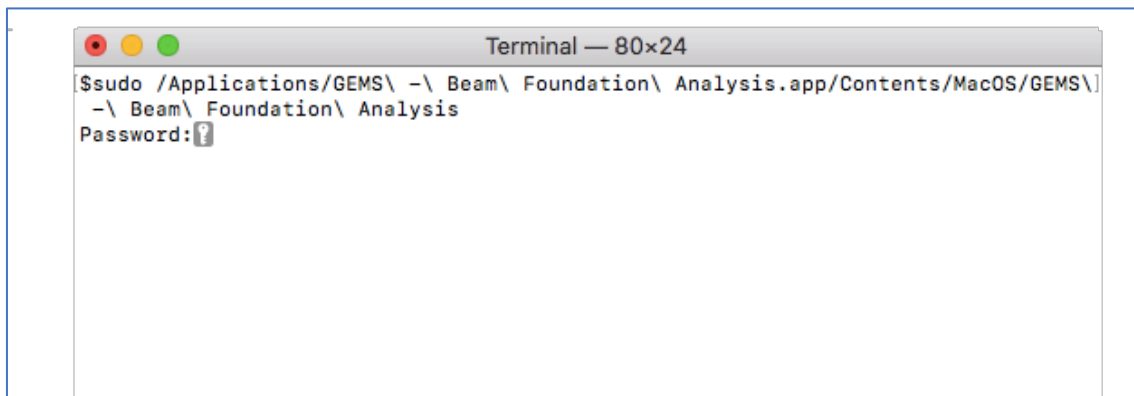 Terminal — 80×24
[$sudo /Applications/GEMS\ -\ Beam\ Foundation\ Analysis.app/Contents/MacOS/GEMS\]
-\ Beam\ Foundation\ Analysis
Password: